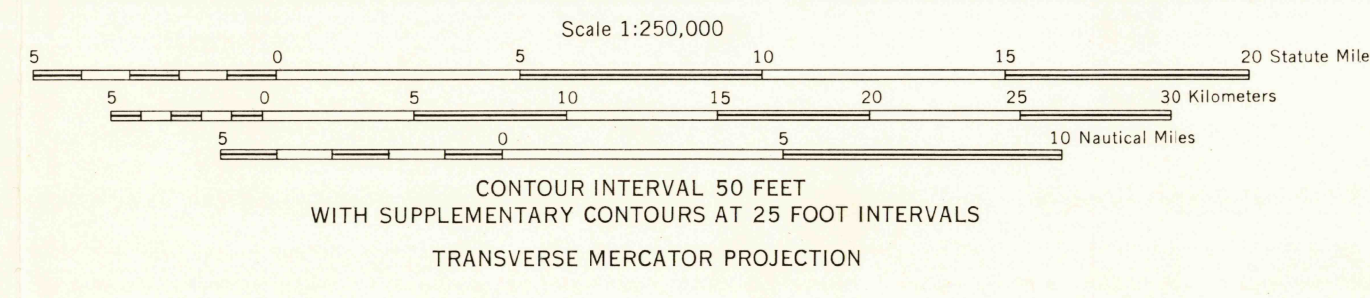 Scale 1:250,000
5 0 5 10 15 20 Statute Mile
5 0 5 10 15 20 25 30 Kilometers
5 0 5 10 Nautical Miles
CONTOUR INTERVAL 50 FEET
WITH SUPPLEMENTARY CONTOURS AT 25 FOOT INTERVALS
TRANSVERSE MERCATOR PROJECTION